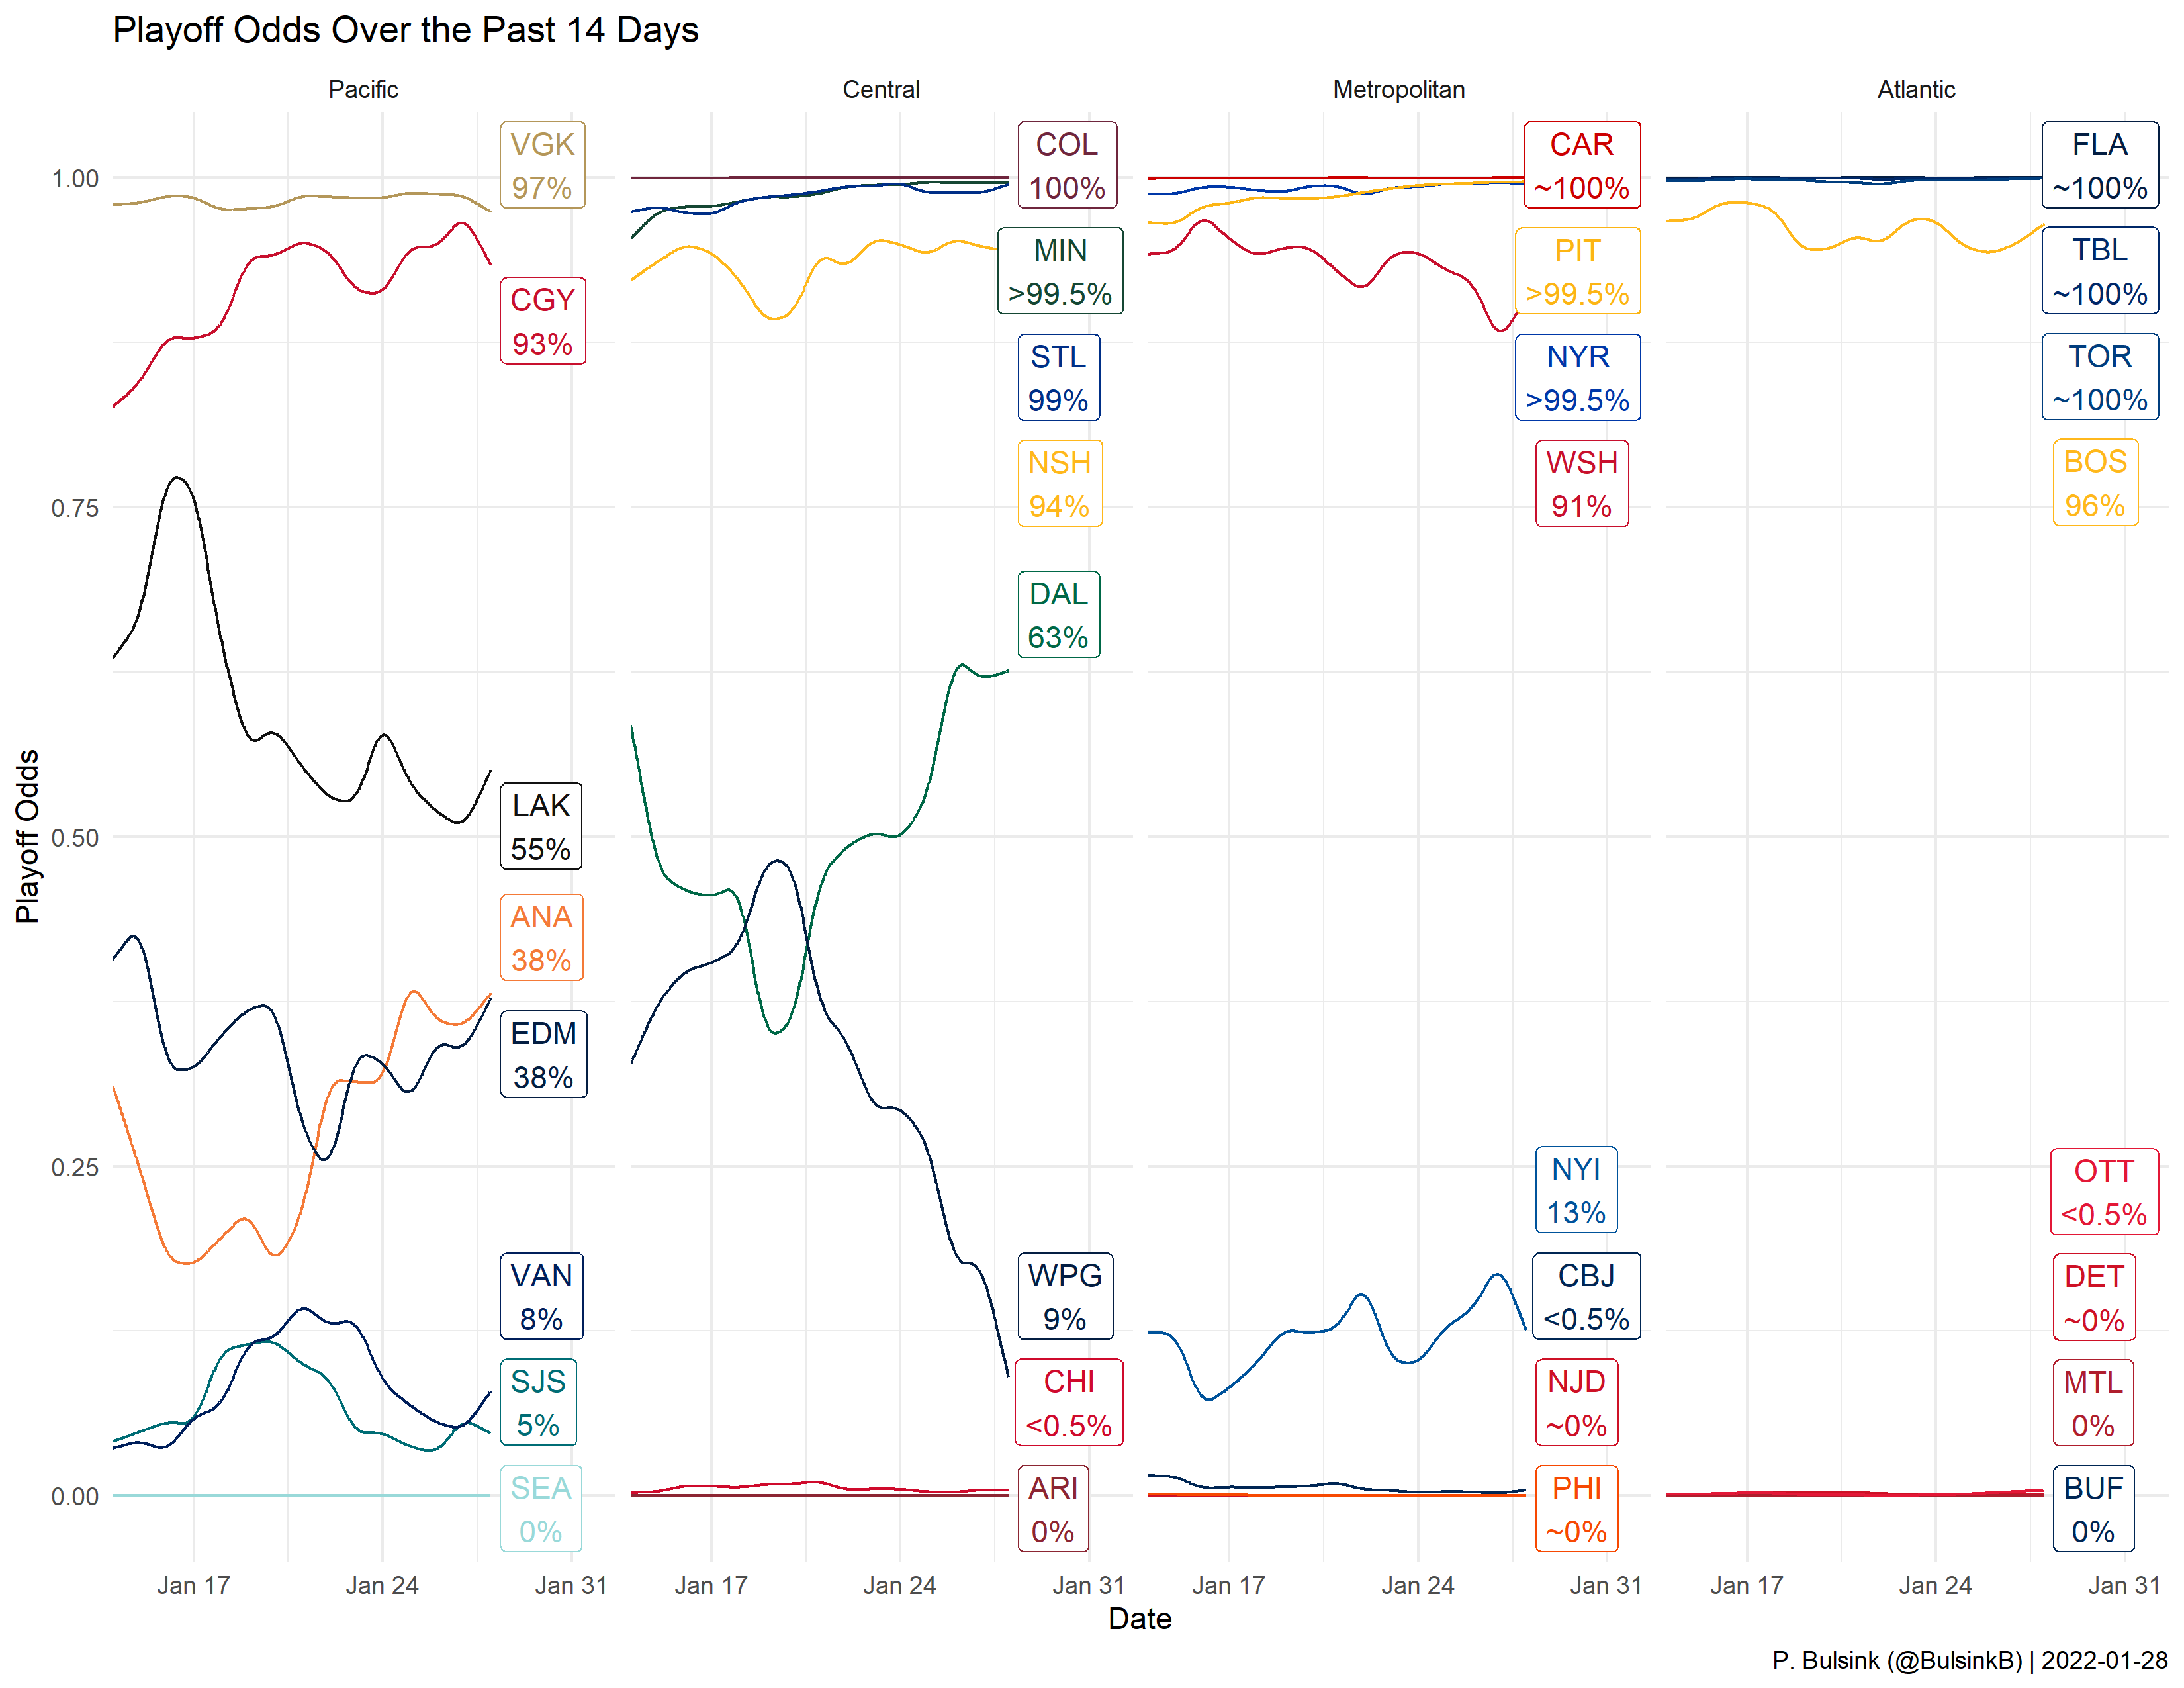 Playoff Odds Over the Past 14 Days
Pacific
Central
Metropolitan
Atlantic
Playoff Odds
1.00
0.75
0.50
0.25
0.00
VGK
97%
CGY
93%
LAK
55%
ANA
38%
EDM
38%
VAN
8%
SJS
5%
SEA
0%
COL
100%
MIN
>99.5%
STL
99%
NSH
94%
DAL
63%
WPG
9%
CHI
<0.5%
ARI
0%
CAR
~100%
PIT
>99.5%
NYR
>99.5%
WSH
91%
NYI
13%
CBJ
<0.5%
NJD
~0%
PHI
~0%
FLA
~100%
TBL
~100%
TOR
~100%
BOS
96%
OTT
<0.5%
DET
~0%
MTL
0%
BUF
0%
Jan 17
Jan 24
Jan 31
Jan 17
Jan 24
Jan 31
Jan 17
Jan 24
Jan 31
Jan 17
Jan 24
Jan 31
Date
P. Bulsink (@BulsinkB) | 2022-01-28